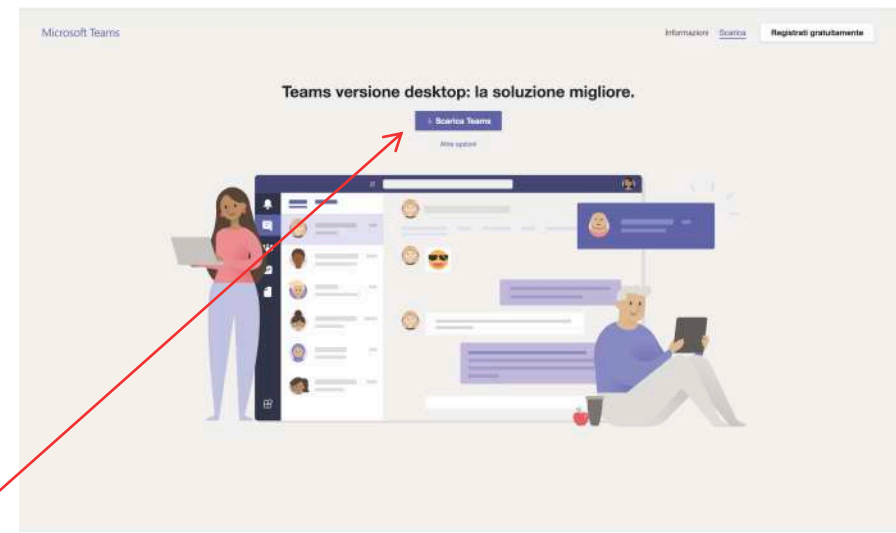 Microsoft Teams
Informazioni Scarica Registrati gratuitamente
Teams versione desktop: la soluzione migliore.
↓ Scarica Teams
Altre opzioni